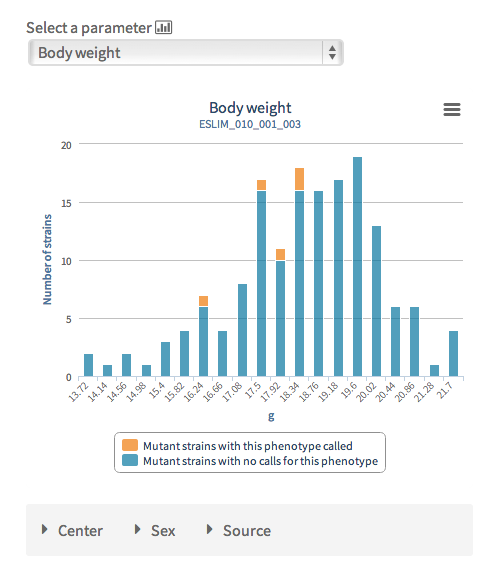 Select a parameter
Body weight
Body weight
ESLIM_010_001_003
Number of strains
20
15
10
5
0
13.72 14.14 14.56 14.98 15.4 15.82 16.24 16.66 17.08 17.5 17.92 18.34 18.76 19.18 19.6 20.02 20.44 20.86 21.28 21.7
g
Mutant strains with this phenotype called
Mutant strains with no calls for this phenotype
Center Sex Source